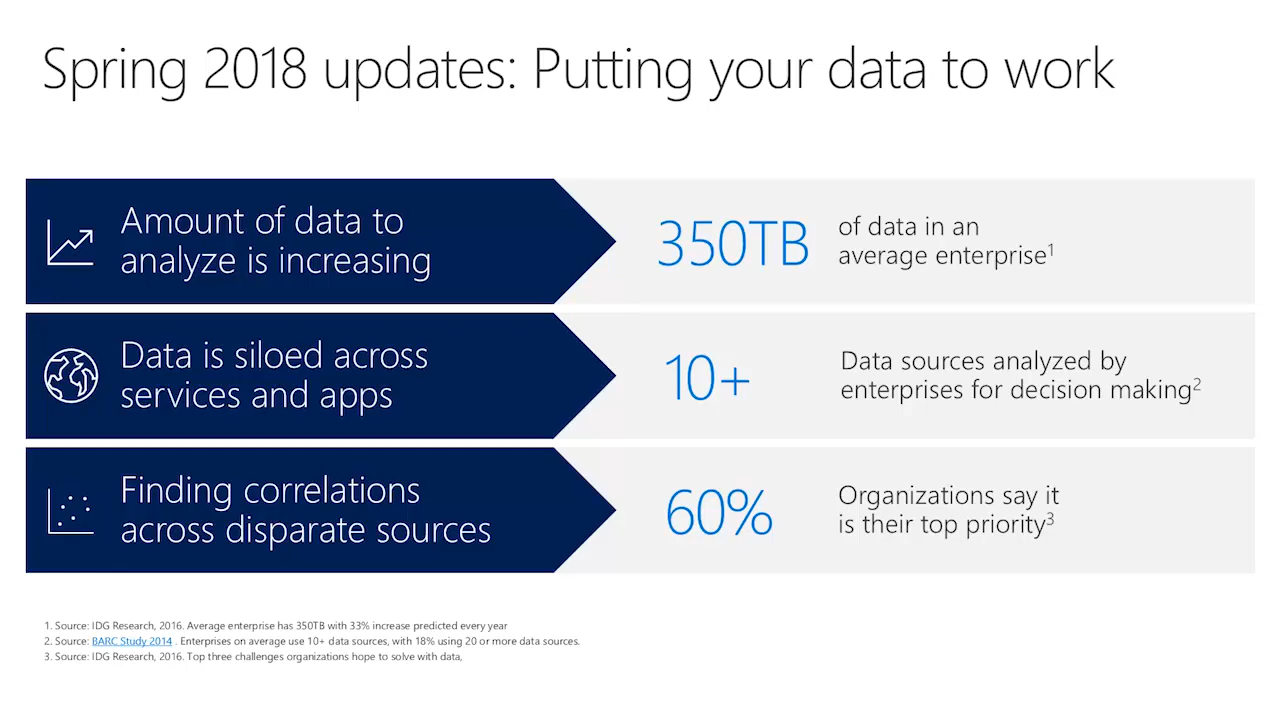 Spring 2018 updates: Putting your data to work
Amount of data to
analyze is increasing
350TB
of data in an
average enterprise1
Data is siloed across
services and apps
10+
Data sources analyzed by
enterprises for decision making2
Finding correlations
across disparate sources
60%
Organizations say it
is their top priority3
1. Source: IDG Research, 2016. Average enterprise has 350TB with 33% increase predicted every year
2. Source: BARC Study 2014 . Enterprises on average use 10+ data sources, with 18% using 20 or more data sources.
3. Source: IDG Research, 2016. Top three challenges organizations hope to solve with data,